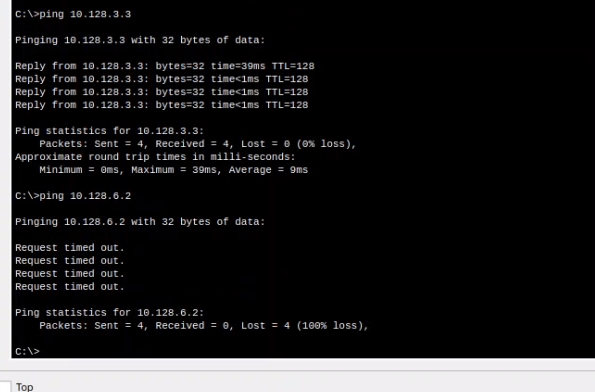 C:\>ping 10.128.3.3
Pinging 10.128.3.3 with 32 bytes of data:
Reply from 10.128.3.3: bytes=32 time=39ms TTL=128
Reply from 10.128.3.3: bytes=32 time<1ms TTL=128
Reply from 10.128.3.3: bytes=32 time<1ms TTL=128
Reply from 10.128.3.3: bytes=32 time<1ms TTL=128
Ping statistics for 10.128.3.3:
    Packets: Sent = 4, Received = 4, Lost = 0 (0% loss),
Approximate round trip times in milli-seconds:
    Minimum = 0ms, Maximum = 39ms, Average = 9ms
C:\>ping 10.128.6.2
Pinging 10.128.6.2 with 32 bytes of data:
Request timed out.
Request timed out.
Request timed out.
Request timed out.
Ping statistics for 10.128.6.2:
    Packets: Sent = 4, Received = 0, Lost = 4 (100% loss),
C:\>
Top